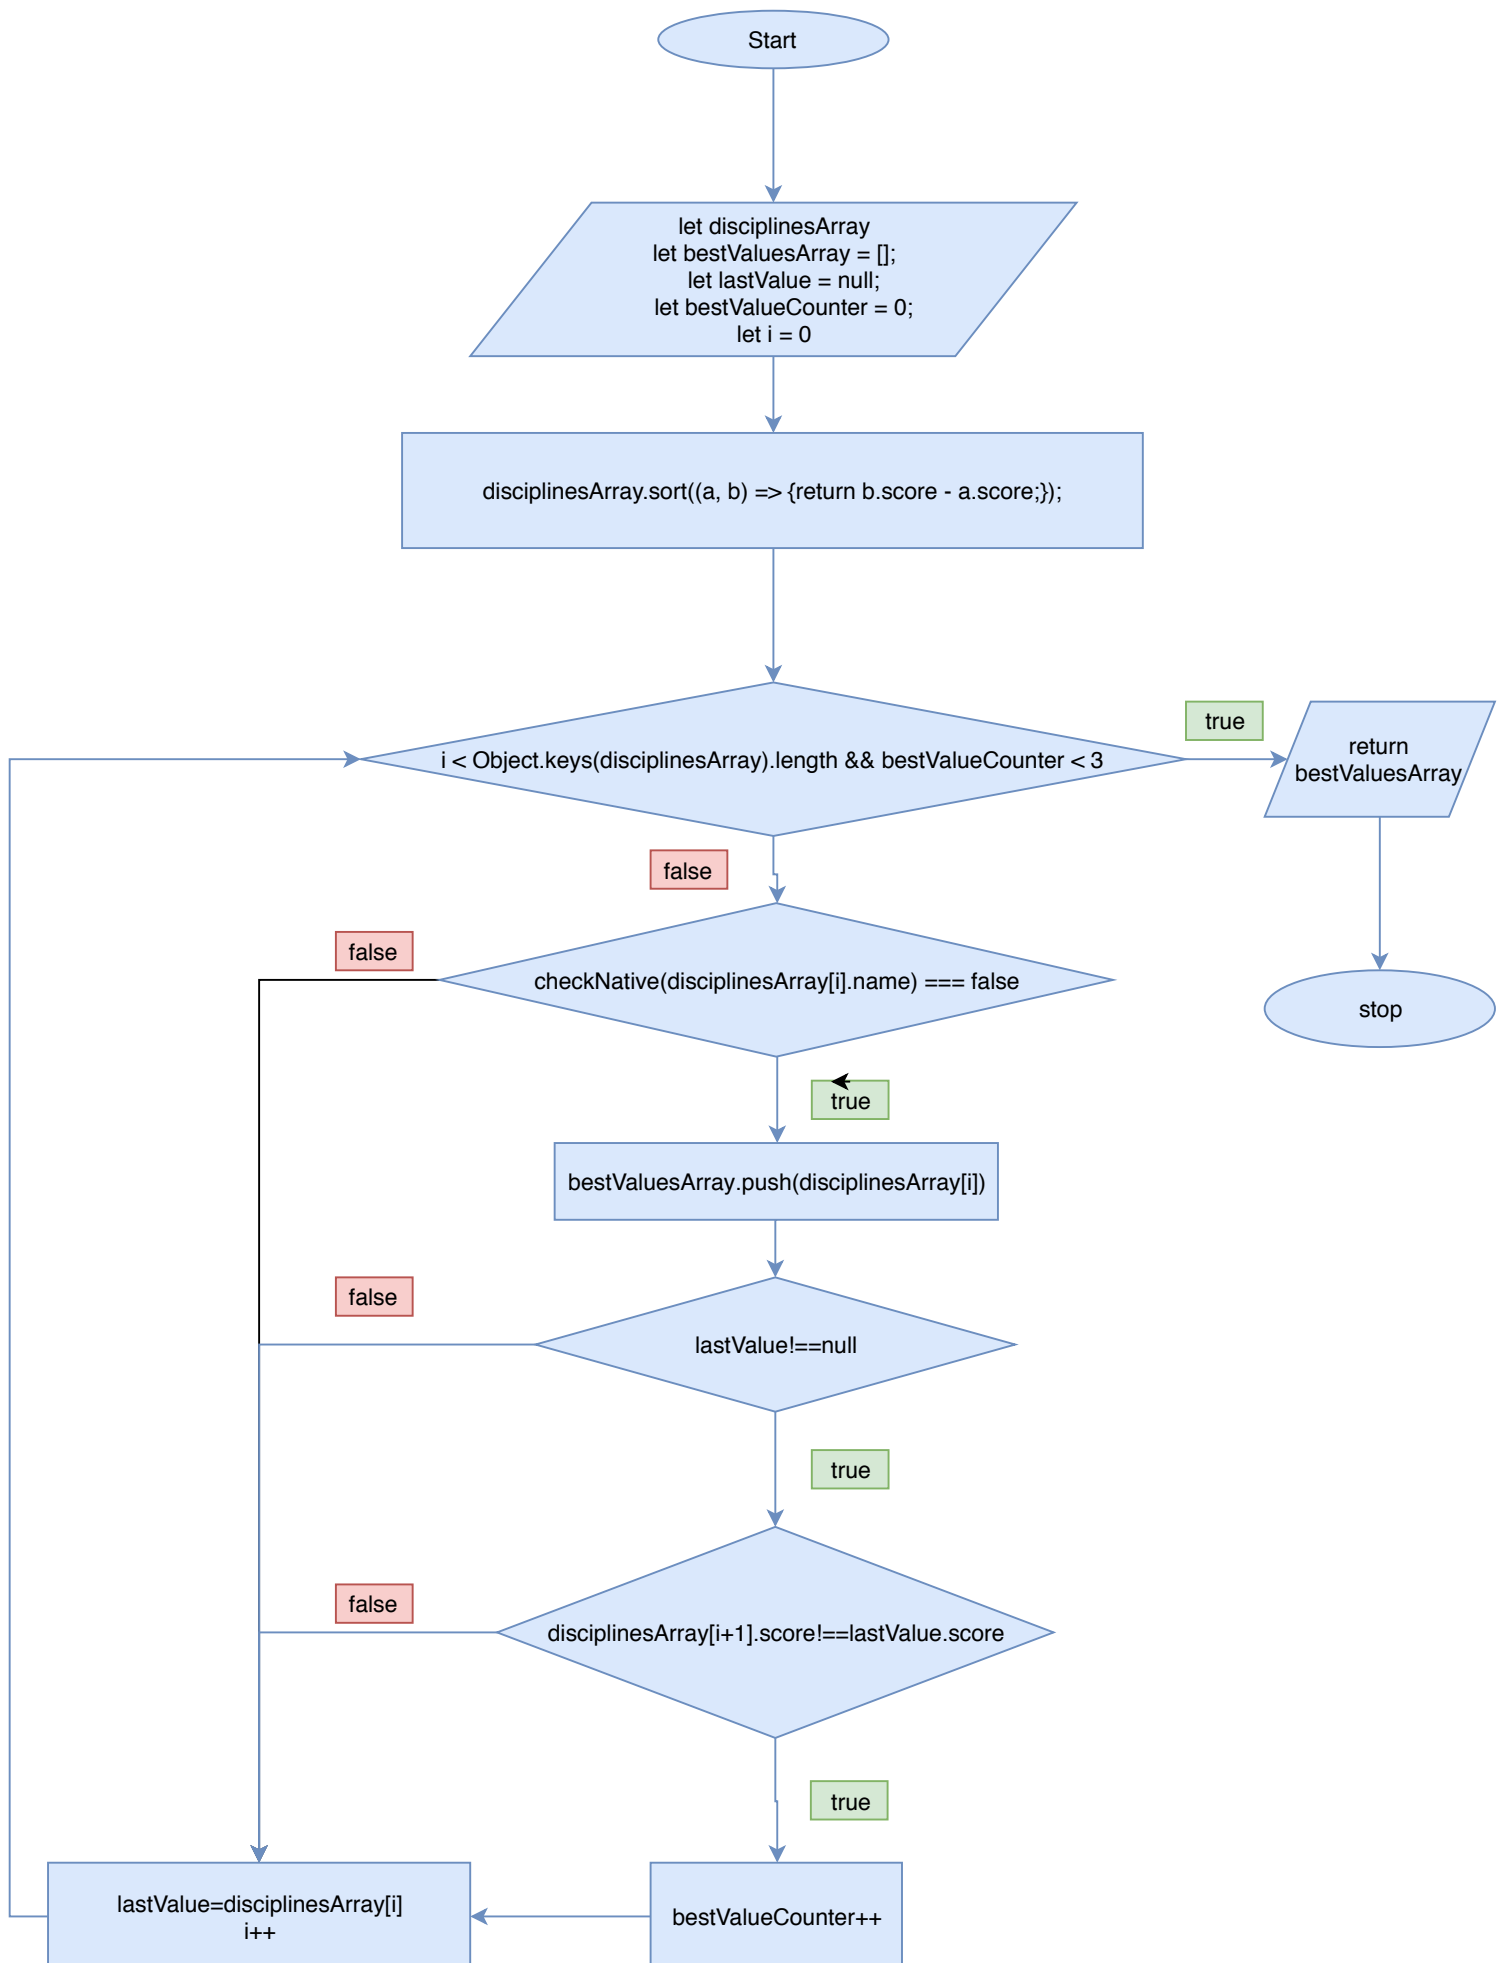 Start
let disciplinesArray
let bestValuesArray = [];
let lastValue = null;
let bestValueCounter = 0;
let i = 0
disciplinesArray.sort((a, b) => {return b.score - a.score;});
i < Object.keys(disciplinesArray).length && bestValueCounter < 3
true
return
bestValuesArray
false
false
checkNative(disciplinesArray[i].name) === false
stop
true
bestValuesArray.push(disciplinesArray[i])
false
lastValue!==null
true
false
disciplinesArray[i+1].score!==lastValue.score
true
lastValue=disciplinesArray[i]
i++
bestValueCounter++